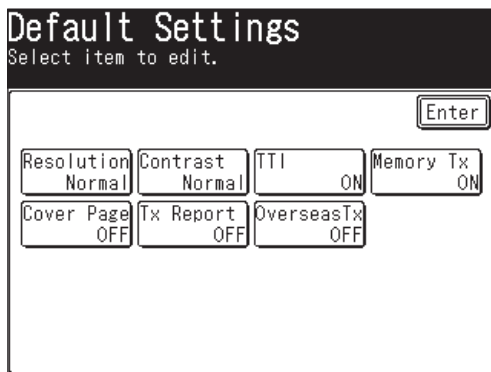 Default Settings
Select item to edit.
Enter
Resolution Contrast TTI Memory Tx
Normal Normal ON ON
Cover Page Tx Report OverseasTx
OFF OFF OFF